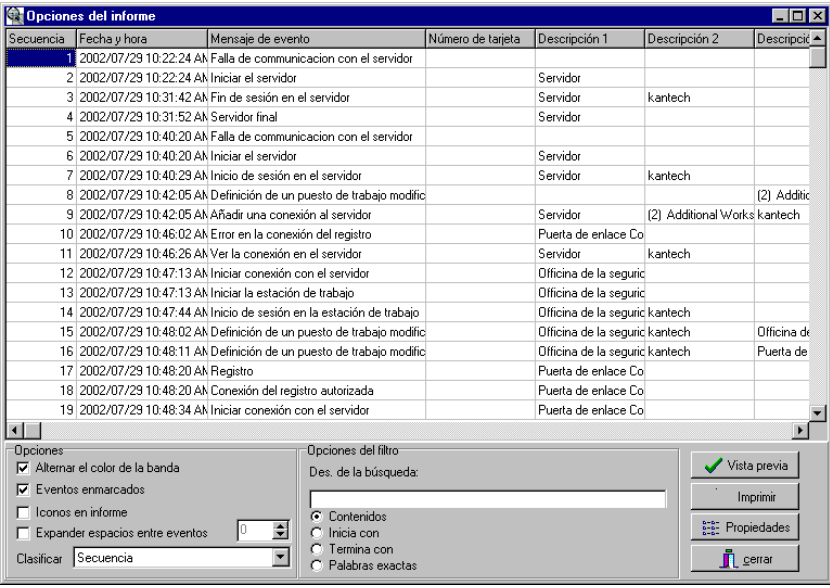 Opciones del informe
Secuencia Fecha y hora Mensaje de evento Número de tarjeta Descripción 1 Descripción 2 Descripció
1 2002/07/29 10:22:24 AM Falla de communicacion con el servidor
2 2002/07/29 10:22:24 AM Iniciar el servidor Servidor
3 2002/07/29 10:31:42 AM Fin de sesión en el servidor Servidor kantech
4 2002/07/29 10:31:52 AM Servidor final Servidor
5 2002/07/29 10:40:20 AM Falla de communicacion con el servidor
6 2002/07/29 10:40:20 AM Iniciar el servidor Servidor
7 2002/07/29 10:40:29 AM Inicio de sesión en el servidor Servidor kantech
8 2002/07/29 10:42:05 AM Definición de un puesto de trabajo modific (2) Additic
9 2002/07/29 10:42:05 AM Añadir una conexión al servidor Servidor (2) Additional Works kantech
10 2002/07/29 10:46:02 AM Error en la conexión del registro Puerta de enlace Co
11 2002/07/29 10:46:26 AM Ver la conexión en el servidor Servidor kantech
12 2002/07/29 10:47:13 AM Iniciar conexión con el servidor Officina de la seguric
13 2002/07/29 10:47:13 AM Iniciar la estación de trabajo Officina de la seguric
14 2002/07/29 10:47:44 AM Inicio de sesión en la estación de trabajo Officina de la seguric kantech
15 2002/07/29 10:48:02 AM Definición de un puesto de trabajo modific Officina de la seguric kantech Officina de
16 2002/07/29 10:48:11 AM Definición de un puesto de trabajo modific Officina de la seguric kantech Puerta de
17 2002/07/29 10:48:20 AM Registro Puerta de enlace Co
18 2002/07/29 10:48:20 AM Conexión del registro autorizada Puerta de enlace Co
19 2002/07/29 10:48:34 AM Iniciar conexión con el servidor Puerta de enlace Co
Opciones
Alternar el color de la banda
Eventos enmarcados
Iconos en informe
Expander espacios entre eventos 0
Clasificar Secuencia
Opciones del filtro
Des. de la búsqueda:
Contenidos
Inicia con
Termina con
Palabras exactas
Vista previa
Imprimir
Propiedades
cerrar